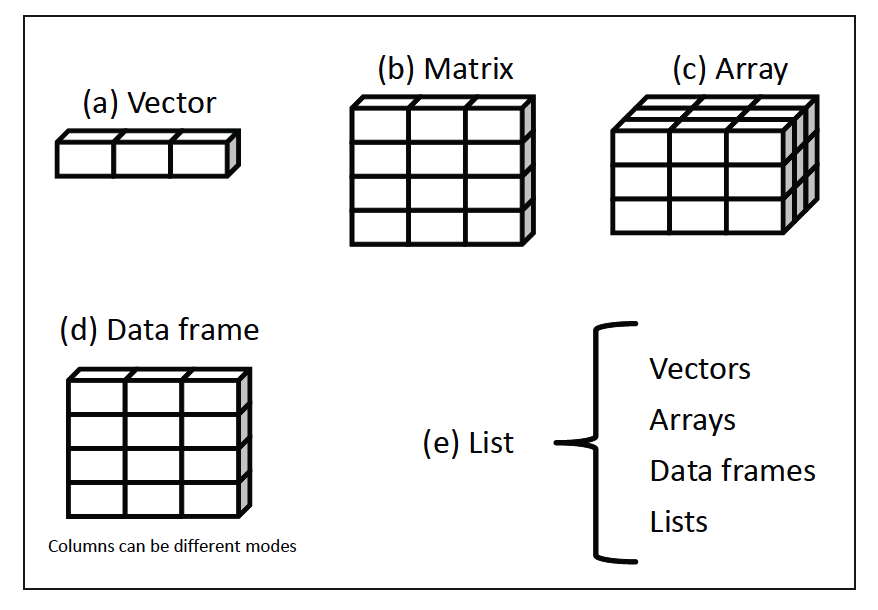 (a) Vector
(b) Matrix
(c) Array
(d) Data frame
Columns can be different modes
(e) List
Vectors
Arrays
Data frames
Lists